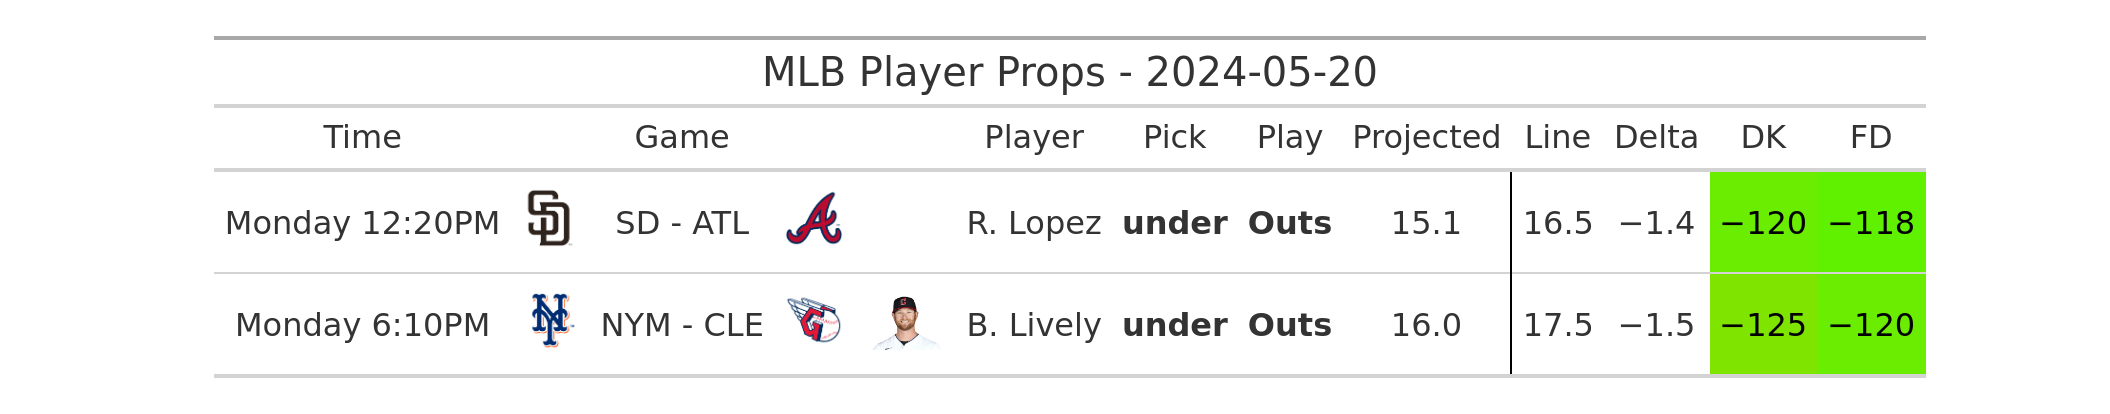 MLB Player Props - 2024-05-20
Time Game Player Pick Play Projected Line Delta DK FD
Monday 12:20PM SD SD - ATL A R. Lopez under Outs 15.1 16.5 −1.4 −120 −118
Monday 6:10PM NY NYM - CLE B. Lively under Outs 16.0 17.5 −1.5 −125 −120